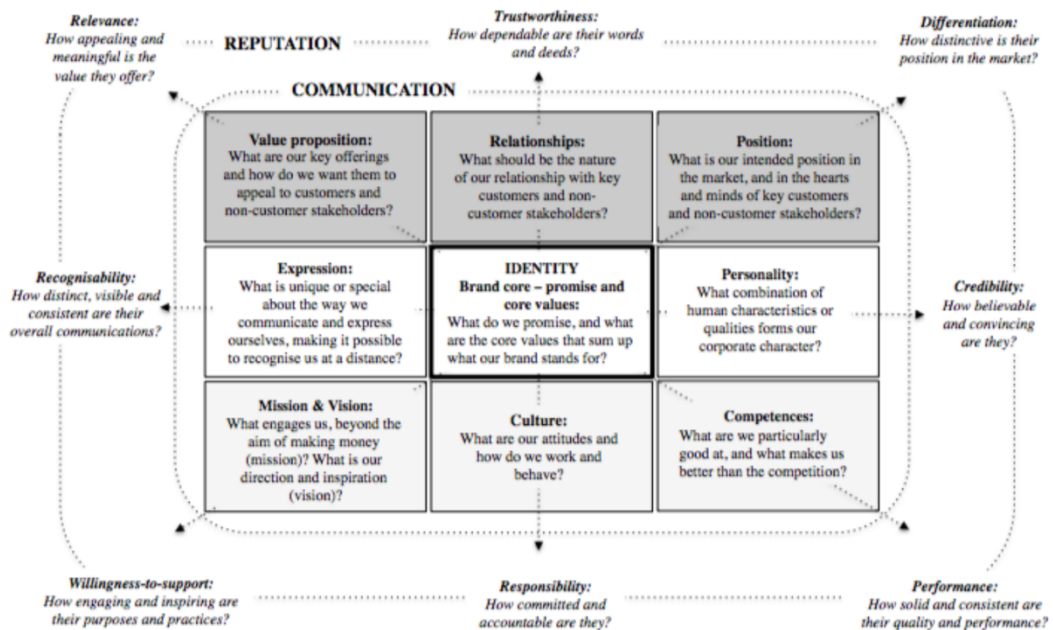 Relevance:
How appealing and
meaningful is the
value they offer?
REPUTATION
Trustworthiness:
How dependable are their words
and deeds?
Differentiation:
How distinctive is their
position in the market?
COMMUNICATION
Value proposition:
What are our key offerings
and how do we want them to
appeal to customers and
non-customer stakeholders?
Relationships:
What should be the nature
of our relationship with key
customers and non-
customer stakeholders?
Position:
What is our intended position in
the market, and in the hearts
and minds of key customers
and non-customer stakeholders?
Recognisability:
How distinct, visible and
consistent are their
overall communications?
Expression:
What is unique or special
about the way we
communicate and express
ourselves, making it possible
to recognise us at a distance?
IDENTITY
Brand core – promise and
core values:
What do we promise, and what
are the core values that sum up
what our brand stands for?
Personality:
What combination of
human characteristics or
qualities forms our
corporate character?
Credibility:
How believable
and convincing
are they?
Mission & Vision:
What engages us, beyond the
aim of making money
(mission)? What is our
direction and inspiration
(vision)?
Culture:
What are our attitudes and
how do we work and
behave?
Competences:
What are we particularly
good at, and what makes us
better than the competition?
Willingness-to-support:
How engaging and inspiring are
their purposes and practices?
Responsibility:
How committed and
accountable are they?
Performance:
How solid and consistent are
their quality and performance?